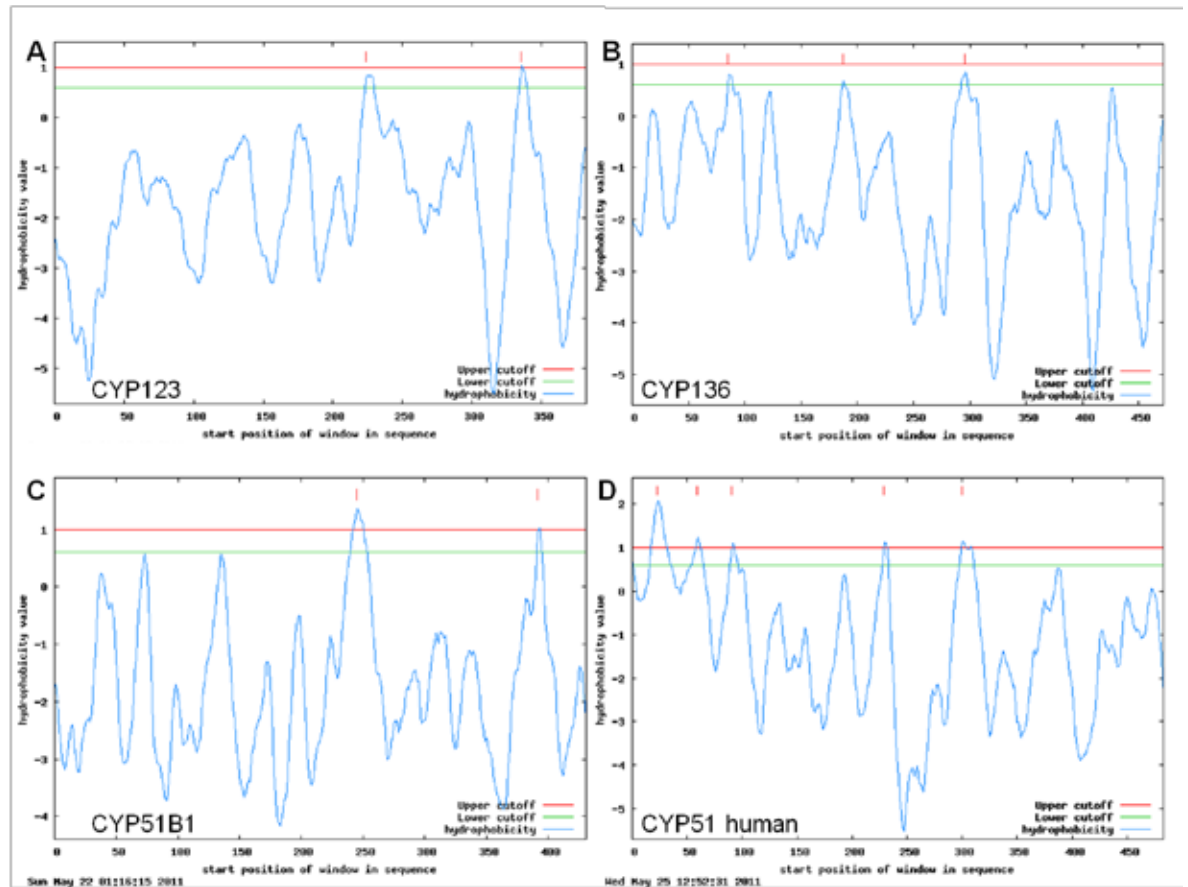 A
hydrophobicity value
1
0
-1
-2
-3
-4
-5
CYP123
Upper cutoff
Lower cutoff
hydrophobicity
0 50 100 150 200 250 300 350
start position of window in sequence
B
hydrophobicity value
1
0
-1
-2
-3
-4
-5
CYP136
Upper cutoff
Lower cutoff
hydrophobicity
0 50 100 150 200 250 300 350 400 450
start position of window in sequence
C
hydrophobicity value
1
0
-1
-2
-3
-4
CYP51B1
Upper cutoff
Lower cutoff
hydrophobicity
0 50 100 150 200 250 300 350 400
start position of window in sequence
Sun May 22 01:16:15 2011
D
hydrophobicity value
2
1
0
-1
-2
-3
-4
-5
CYP51 human
Upper cutoff
Lower cutoff
hydrophobicity
0 50 100 150 200 250 300 350 400 450
start position of window in sequence
Wed May 25 12:52:31 2011